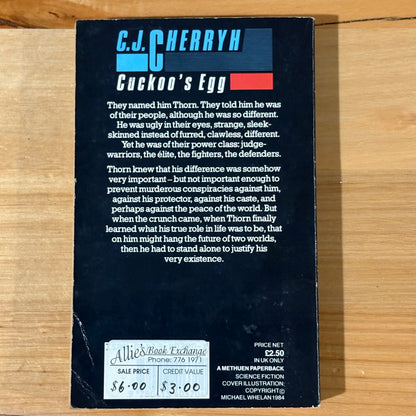 C.J. CHERRYH
Cuckoo's Egg
They named him Thorn. They told him he was
of their people, although he was so different.
He was ugly in their eyes, strange, sleek-
skinned instead of furred, clawless, different.
Yet he was of their power class: judge-
warriors, the élite, the fighters, the defenders.
Thorn knew that his difference was somehow
very important – but not important enough to
prevent murderous conspiracies against him,
against his protector, against his caste, and
perhaps against the peace of the world. But
when the crunch came, when Thorn finally
learned what his true role in life was to be, that
on him might hang the future of two worlds,
then he had to stand alone to justify his
very existence.
Allie's Book Exchange
Phone: 776 1971
SALE PRICE
CREDIT VALUE
$6.00
$3.00
PRICE NET
£2.50
IN UK ONLY
A METHUEN PAPERBACK
SCIENCE FICTION
COVER ILLUSTRATION:
COPYRIGHT©
MICHAEL WHELAN 1984